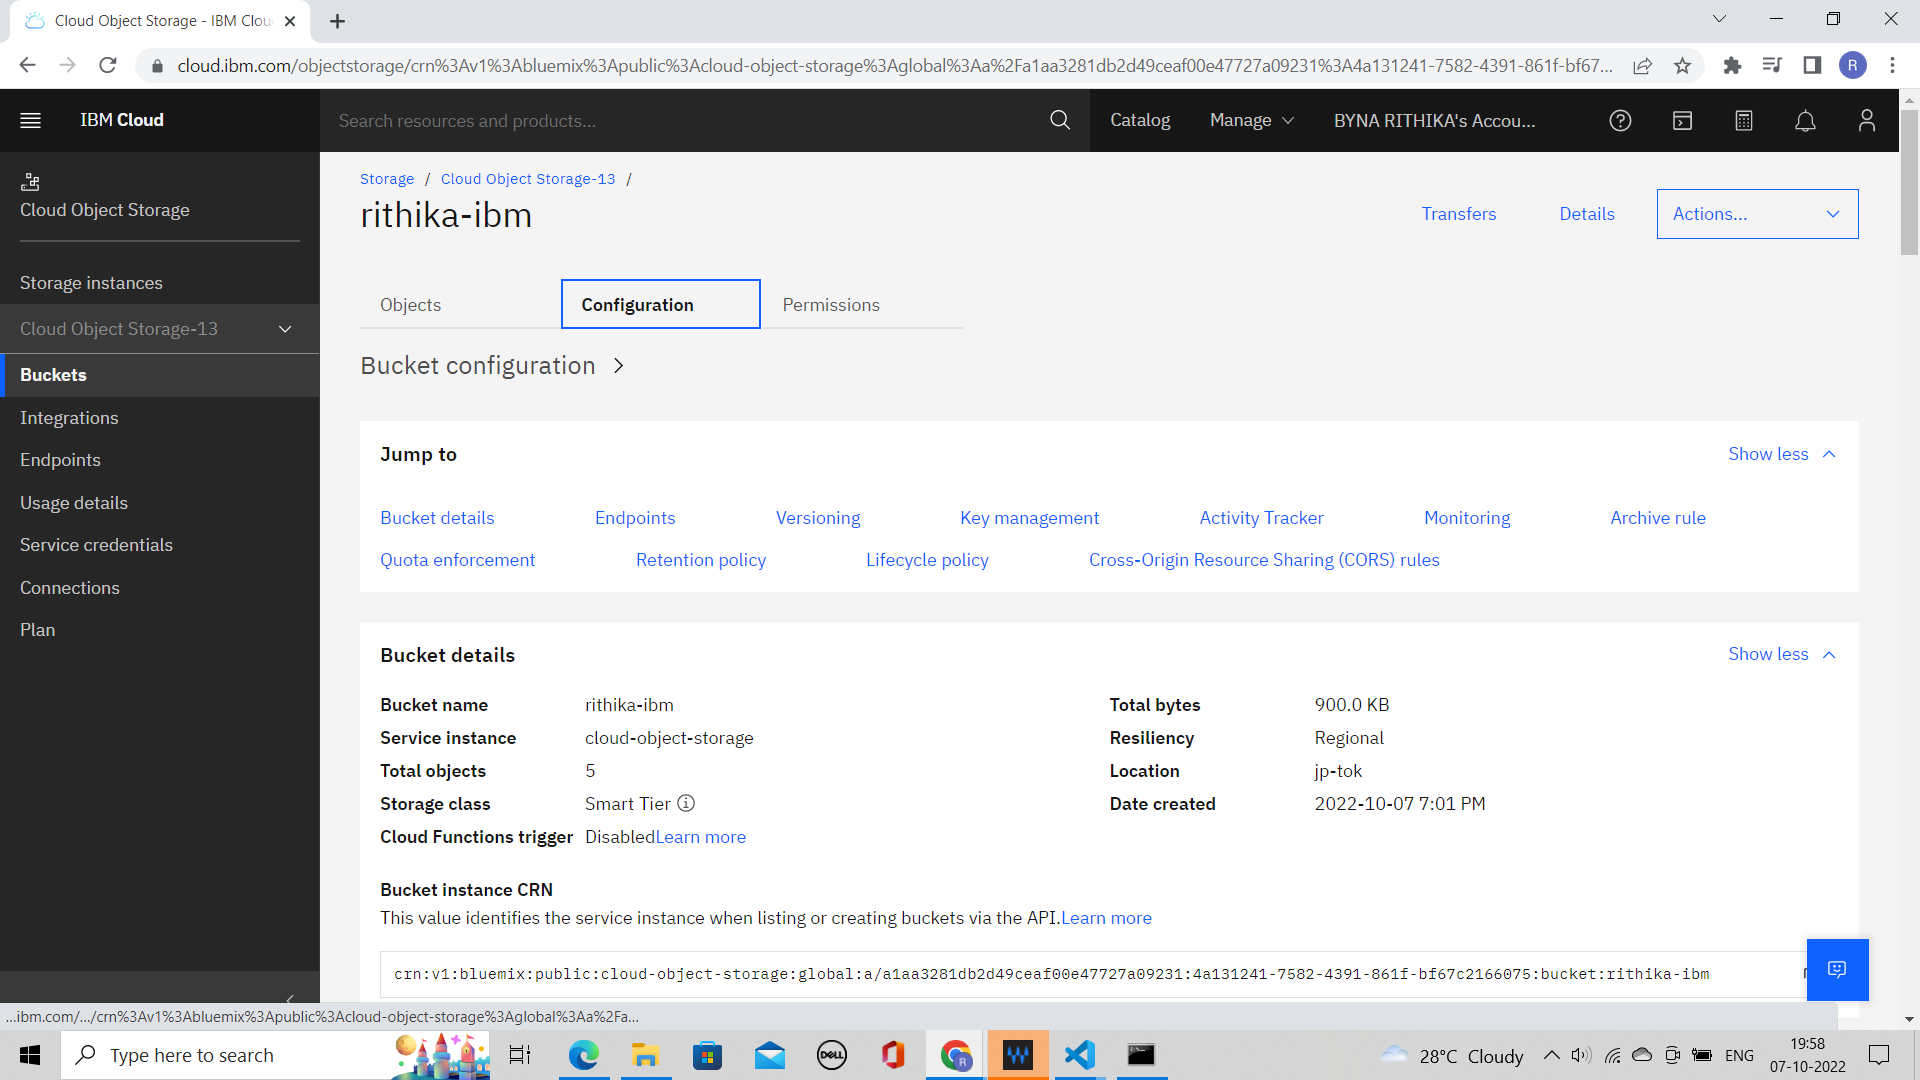 Cloud Object Storage - IBM Clou
cloud.ibm.com/objectstorage/crn%3Av1%3Abluemix%3Apublic%3Acloud-object-storage%3Aglobal%3Aa%2Fa1aa3281db2d49ceaf00e47727a09231%3A4a131241-7582-4391-861f-bf67...
R
IBM Cloud
Search resources and products...
Catalog
Manage
BYNA RITHIKA's Accou...
Cloud Object Storage
Storage instances
Cloud Object Storage-13
Buckets
Integrations
Endpoints
Usage details
Service credentials
Connections
Plan
Storage / Cloud Object Storage-13 /
rithika-ibm
Transfers
Details
Actions...
Objects
Configuration
Permissions
Bucket configuration
Jump to
Show less
Bucket details
Endpoints
Versioning
Key management
Activity Tracker
Monitoring
Archive rule
Quota enforcement
Retention policy
Lifecycle policy
Cross-Origin Resource Sharing (CORS) rules
Bucket details
Show less
Bucket name rithika-ibm
Total bytes 900.0 KB
Service instance cloud-object-storage
Resiliency Regional
Total objects 5
Location jp-tok
Storage class Smart Tier
Date created 2022-10-07 7:01 PM
Cloud Functions trigger DisabledLearn more
Bucket instance CRN
This value identifies the service instance when listing or creating buckets via the API.Learn more
crn:v1:bluemix:public:cloud-object-storage:global:a/a1aa3281db2d49ceaf00e47727a09231:4a131241-7582-4391-861f-bf67c2166075:bucket:rithika-ibm
...ibm.com/.../crn%3Av1%3Abluemix%3Apublic%3Acloud-object-storage%3Aglobal%3Aa%2Fa...
Type here to search
DELL
R
28°C Cloudy
ENG
19:58
07-10-2022